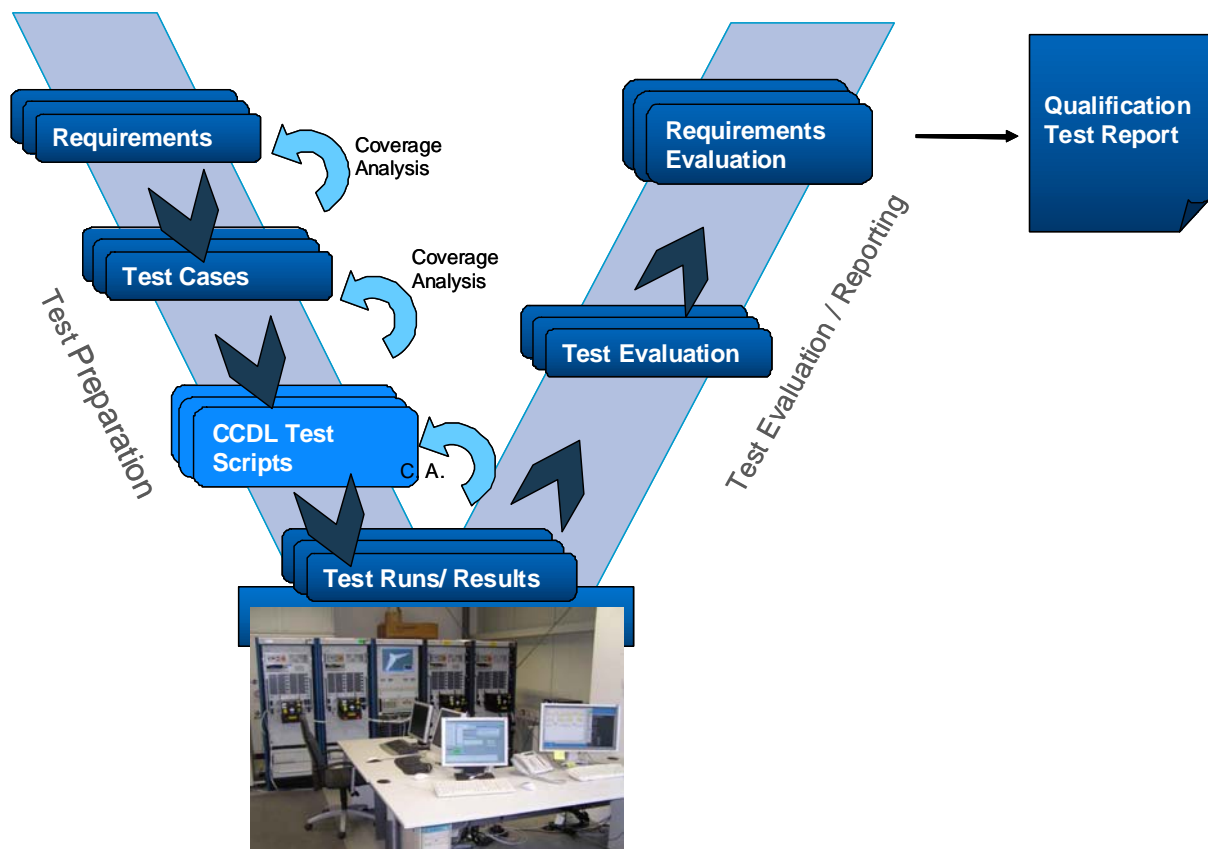 Requirements
Coverage
Analysis
Test Cases
Coverage
Analysis
Test Preparation
CCDL Test
Scripts
C. A.
Test Runs/ Results
Test Evaluation
Requirements
Evaluation
Test Evaluation / Reporting
Qualification
Test Report